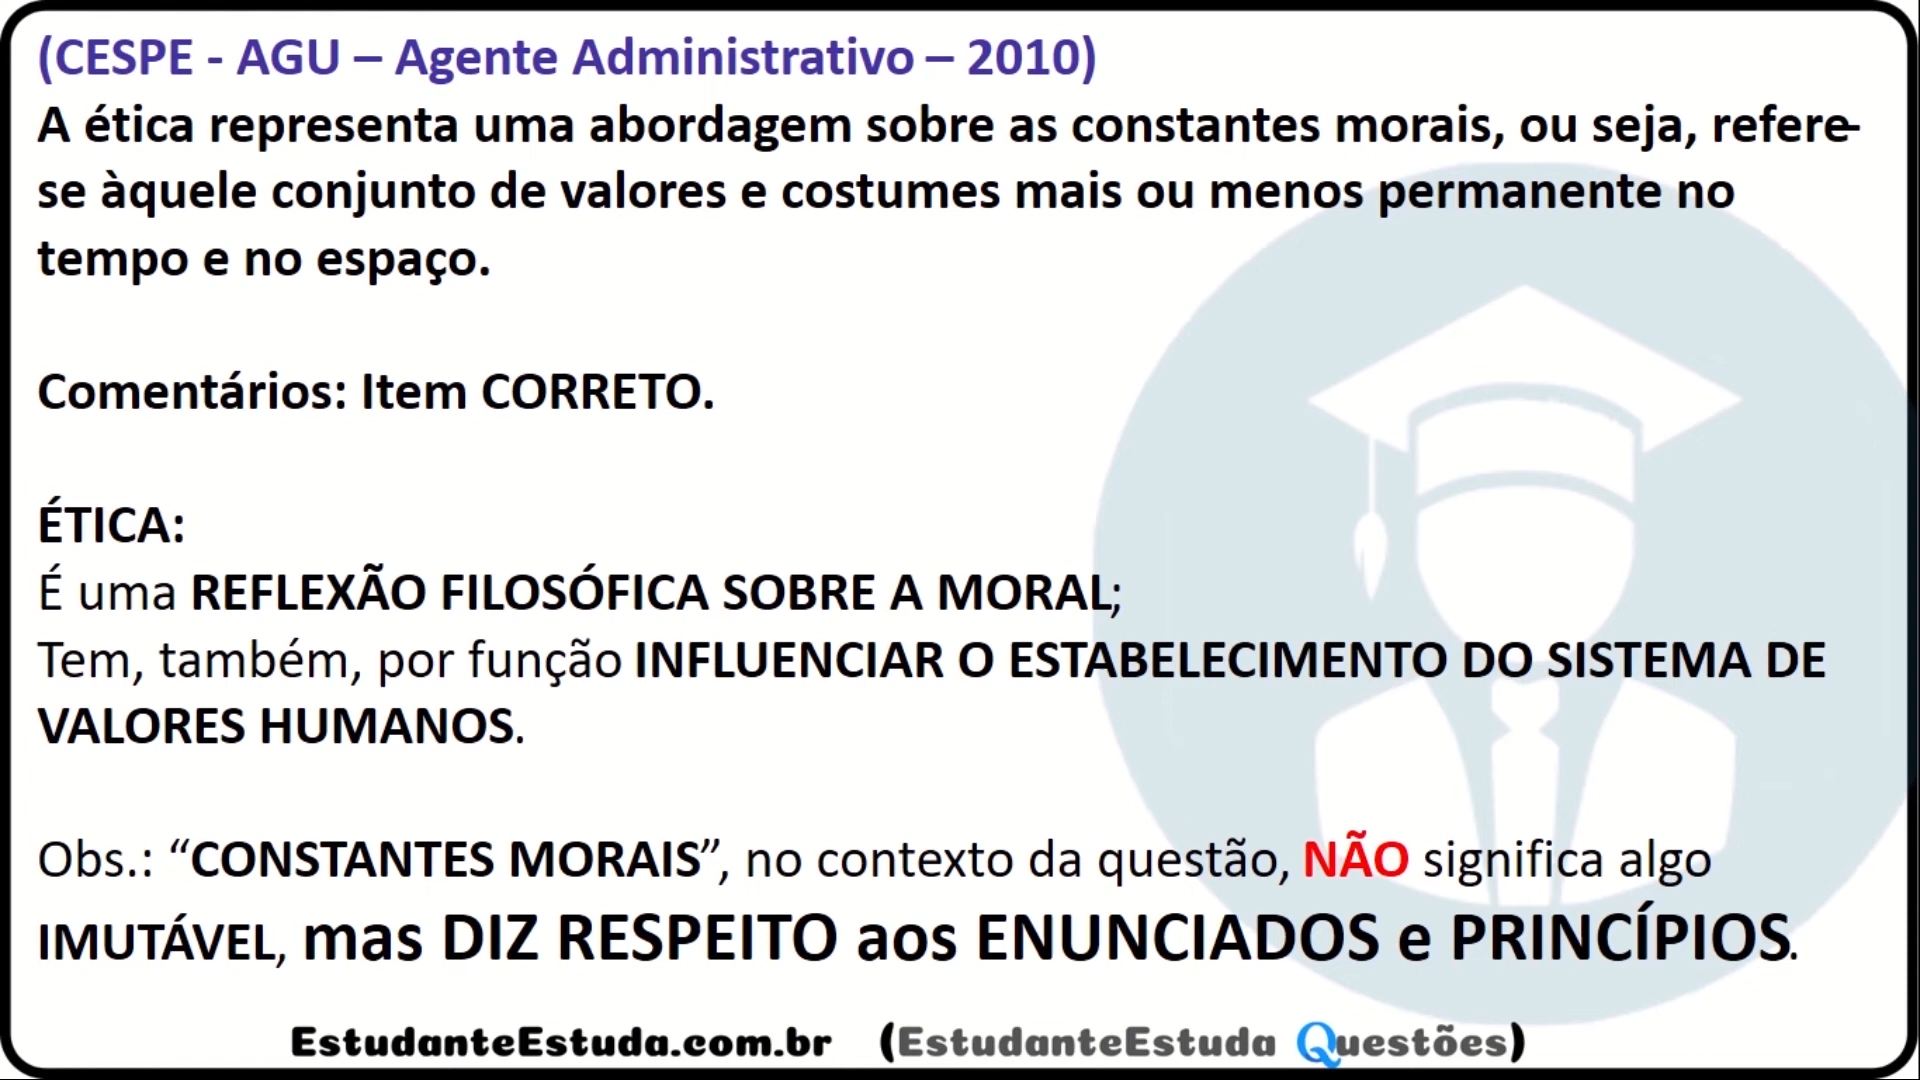 (CESPE - AGU – Agente Administrativo – 2010)
A ética representa uma abordagem sobre as constantes morais, ou seja, refere-
se àquele conjunto de valores e costumes mais ou menos permanente no
tempo e no espaço.
Comentários: Item CORRETO.
ÉTICA:
É uma REFLEXÃO FILOSÓFICA SOBRE A MORAL;
Tem, também, por função INFLUENCIAR O ESTABELECIMENTO DO SISTEMA DE
VALORES HUMANOS.
Obs.: “CONSTANTES MORAIS”, no contexto da questão, NÃO significa algo
IMUTÁVEL, mas DIZ RESPEITO aos ENUNCIADOS e PRINCÍPIOS.
EstudanteEstuda.com.br (EstudanteEstuda Questões)